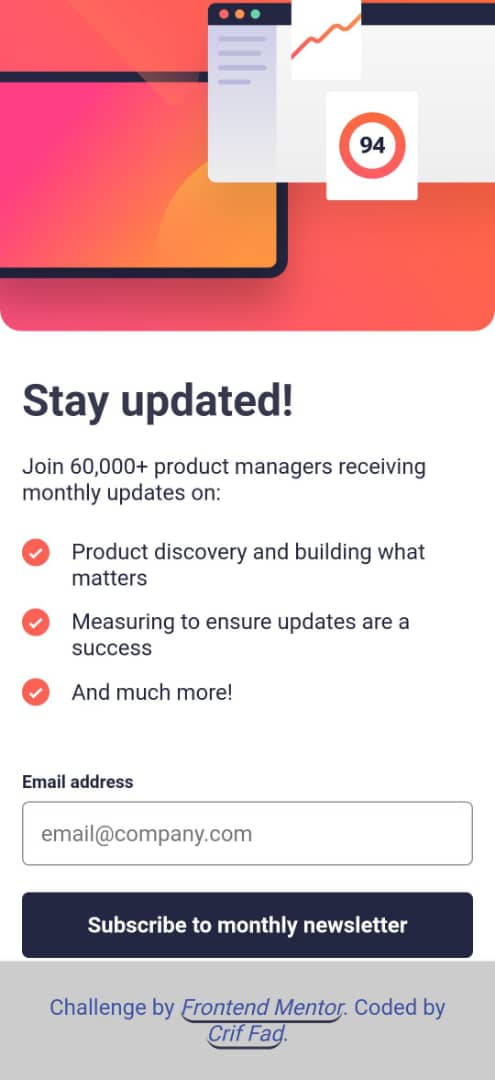 94
Stay updated!
Join 60,000+ product managers receiving
monthly updates on:
Product discovery and building what
matters
Measuring to ensure updates are a
success
And much more!
Email address
email@company.com
Subscribe to monthly newsletter
Challenge by Frontend Mentor. Coded by
Crif Fad.